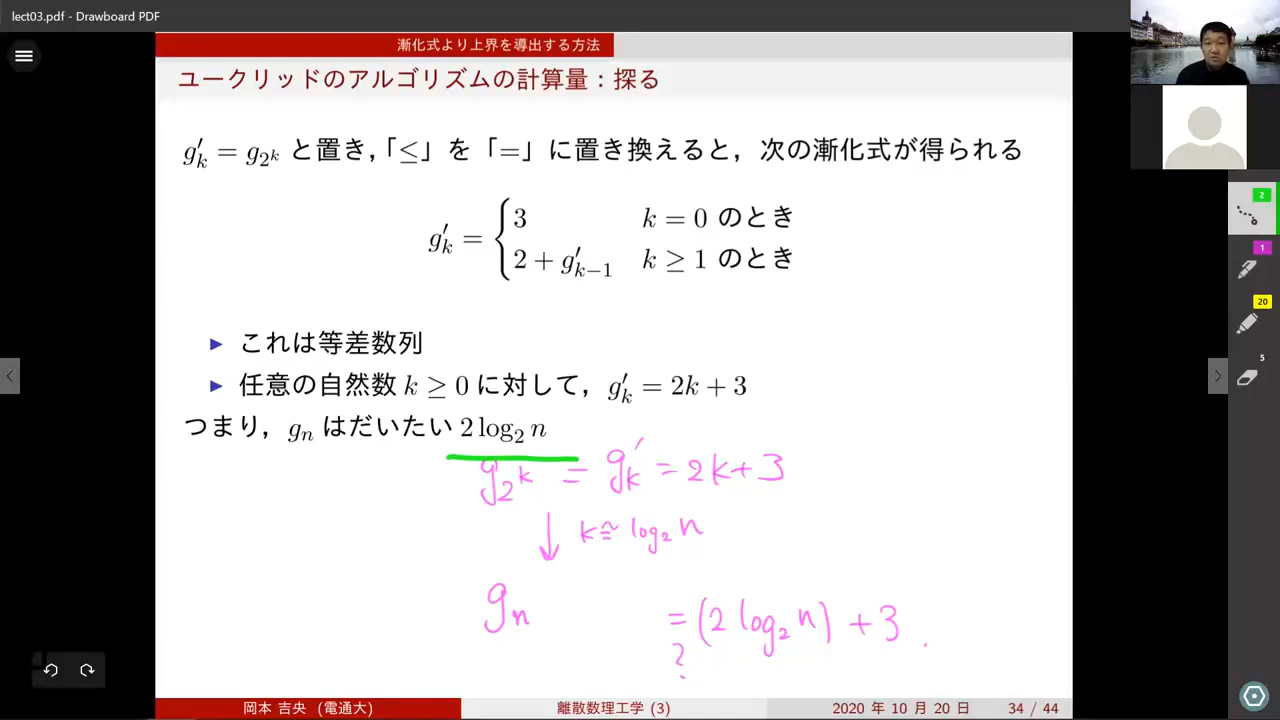 lect03.pdf - Drawboard PDF
漸化式より上界を導出する方法
ユークリッドのアルゴリズムの計算量：探る
g′_k = g_{2^k} と置き，「≤」を「=」に置き換えると，次の漸化式が得られる
g′_k = { 3 k = 0 のとき
2 + g′_{k−1} k ≥ 1 のとき
▶ これは等差数列
▶ 任意の自然数 k ≥ 0 に対して，g′_k = 2k + 3
つまり，g_n はだいたい 2 log₂ n
g_{2^k} = g′_k = 2k+3
↓ k ≅ log₂ n
g_n = (2 log₂ n) + 3 .
?
岡本 吉央 (電通大) 離散数理工学 (3) 2020 年 10 月 20 日 34 / 44
2
1
20
5